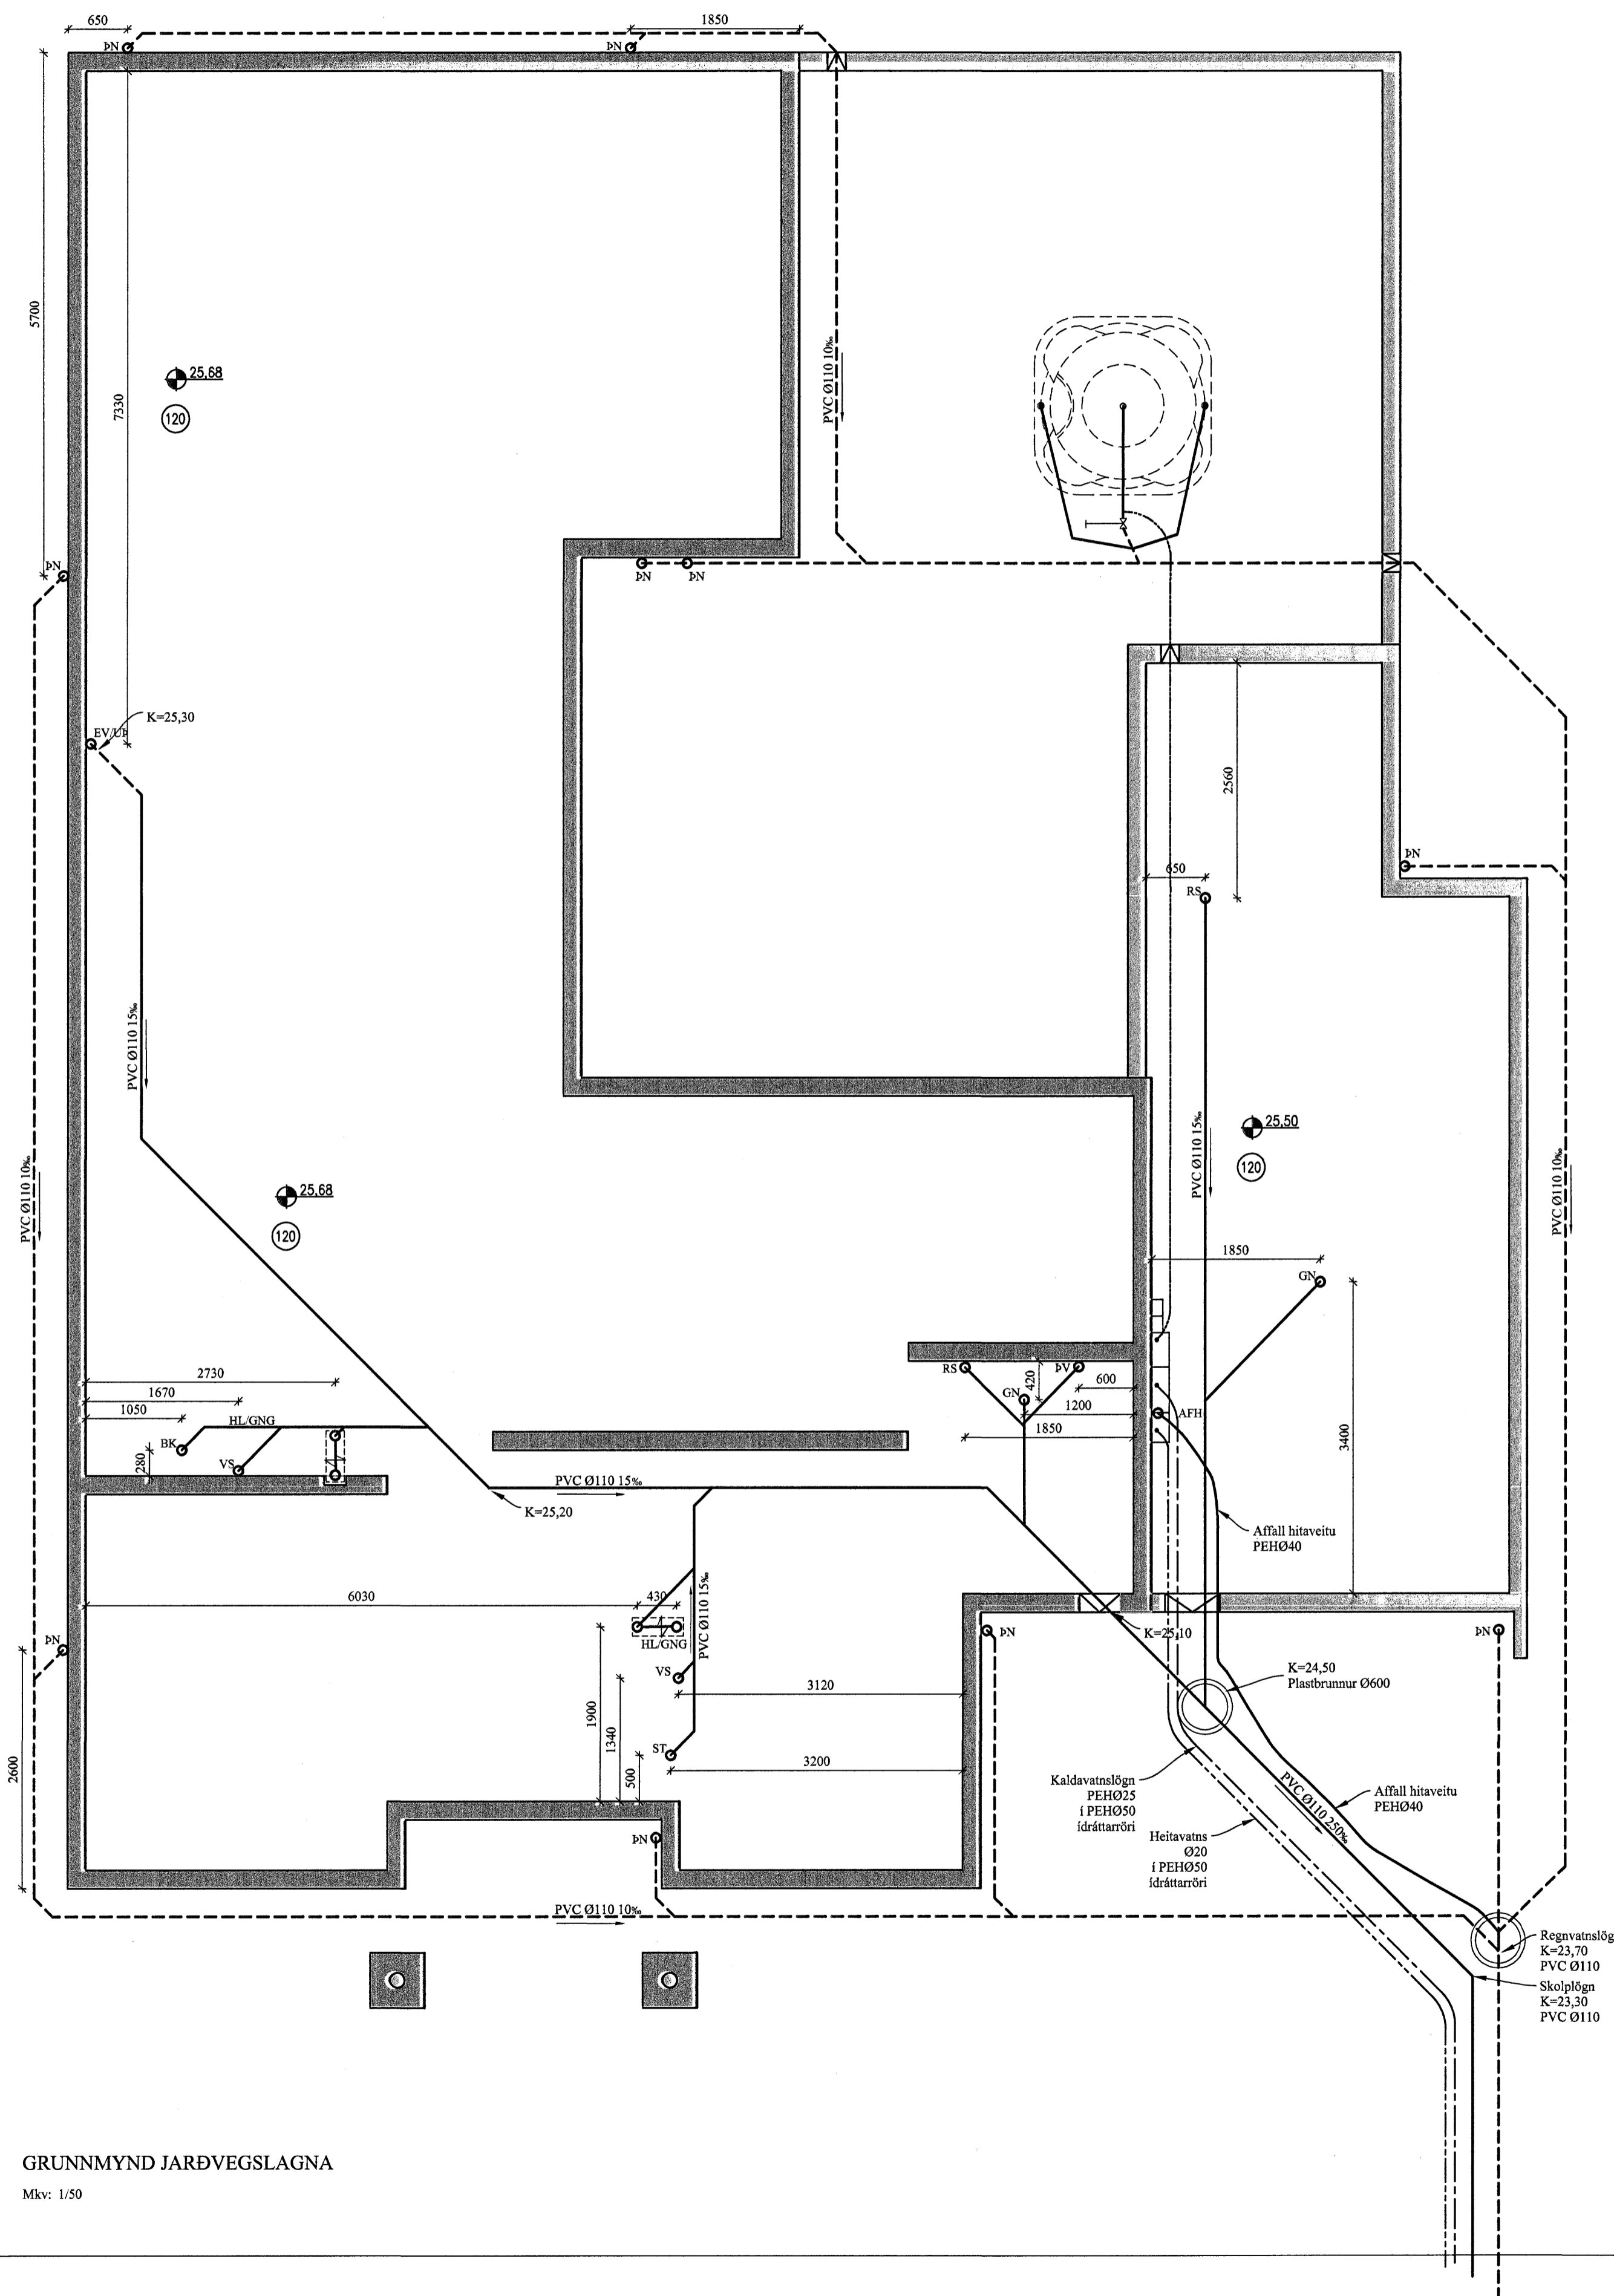 650
1850
ÞN
ÞN
5700
7330
25,68
120
PVC Ø110 10‰
ÞN
ÞN
ÞN
K=25,30
EV/UÞ
2560
650
RS
ÞN
PVC Ø110 15‰
PVC Ø110 15‰
25,50
120
PVC Ø110 10‰
PVC Ø110 10‰
25,68
120
1850
GN
2730
1670
1050
HL/GNG
BK
280
VS
RS
420
ÞV
600
GN
1200
1850
AFH
3400
PVC Ø110 15‰
K=25,20
Affall hitaveitu
PEHØ40
6030
430
HL/GNG
PVC Ø110 15‰
VS
3120
1900
1340
ST
500
3200
ÞN
2600
ÞN
K=25,10
ÞN
K=24,50
Plastbrunnur Ø600
Kaldavatnslögn
PEHØ25
í PEHØ50
ídráttarröri
PVC Ø110 250‰
Affall hitaveitu
PEHØ40
Heitavatns
Ø20
í PEHØ50
ídráttarröri
ÞN
PVC Ø110 10‰
Regnvatnslög
K=23,70
PVC Ø110
Skolplögn
K=23,30
PVC Ø110
GRUNNMYND JARÐVEGSLAGNA
Mkv: 1/50